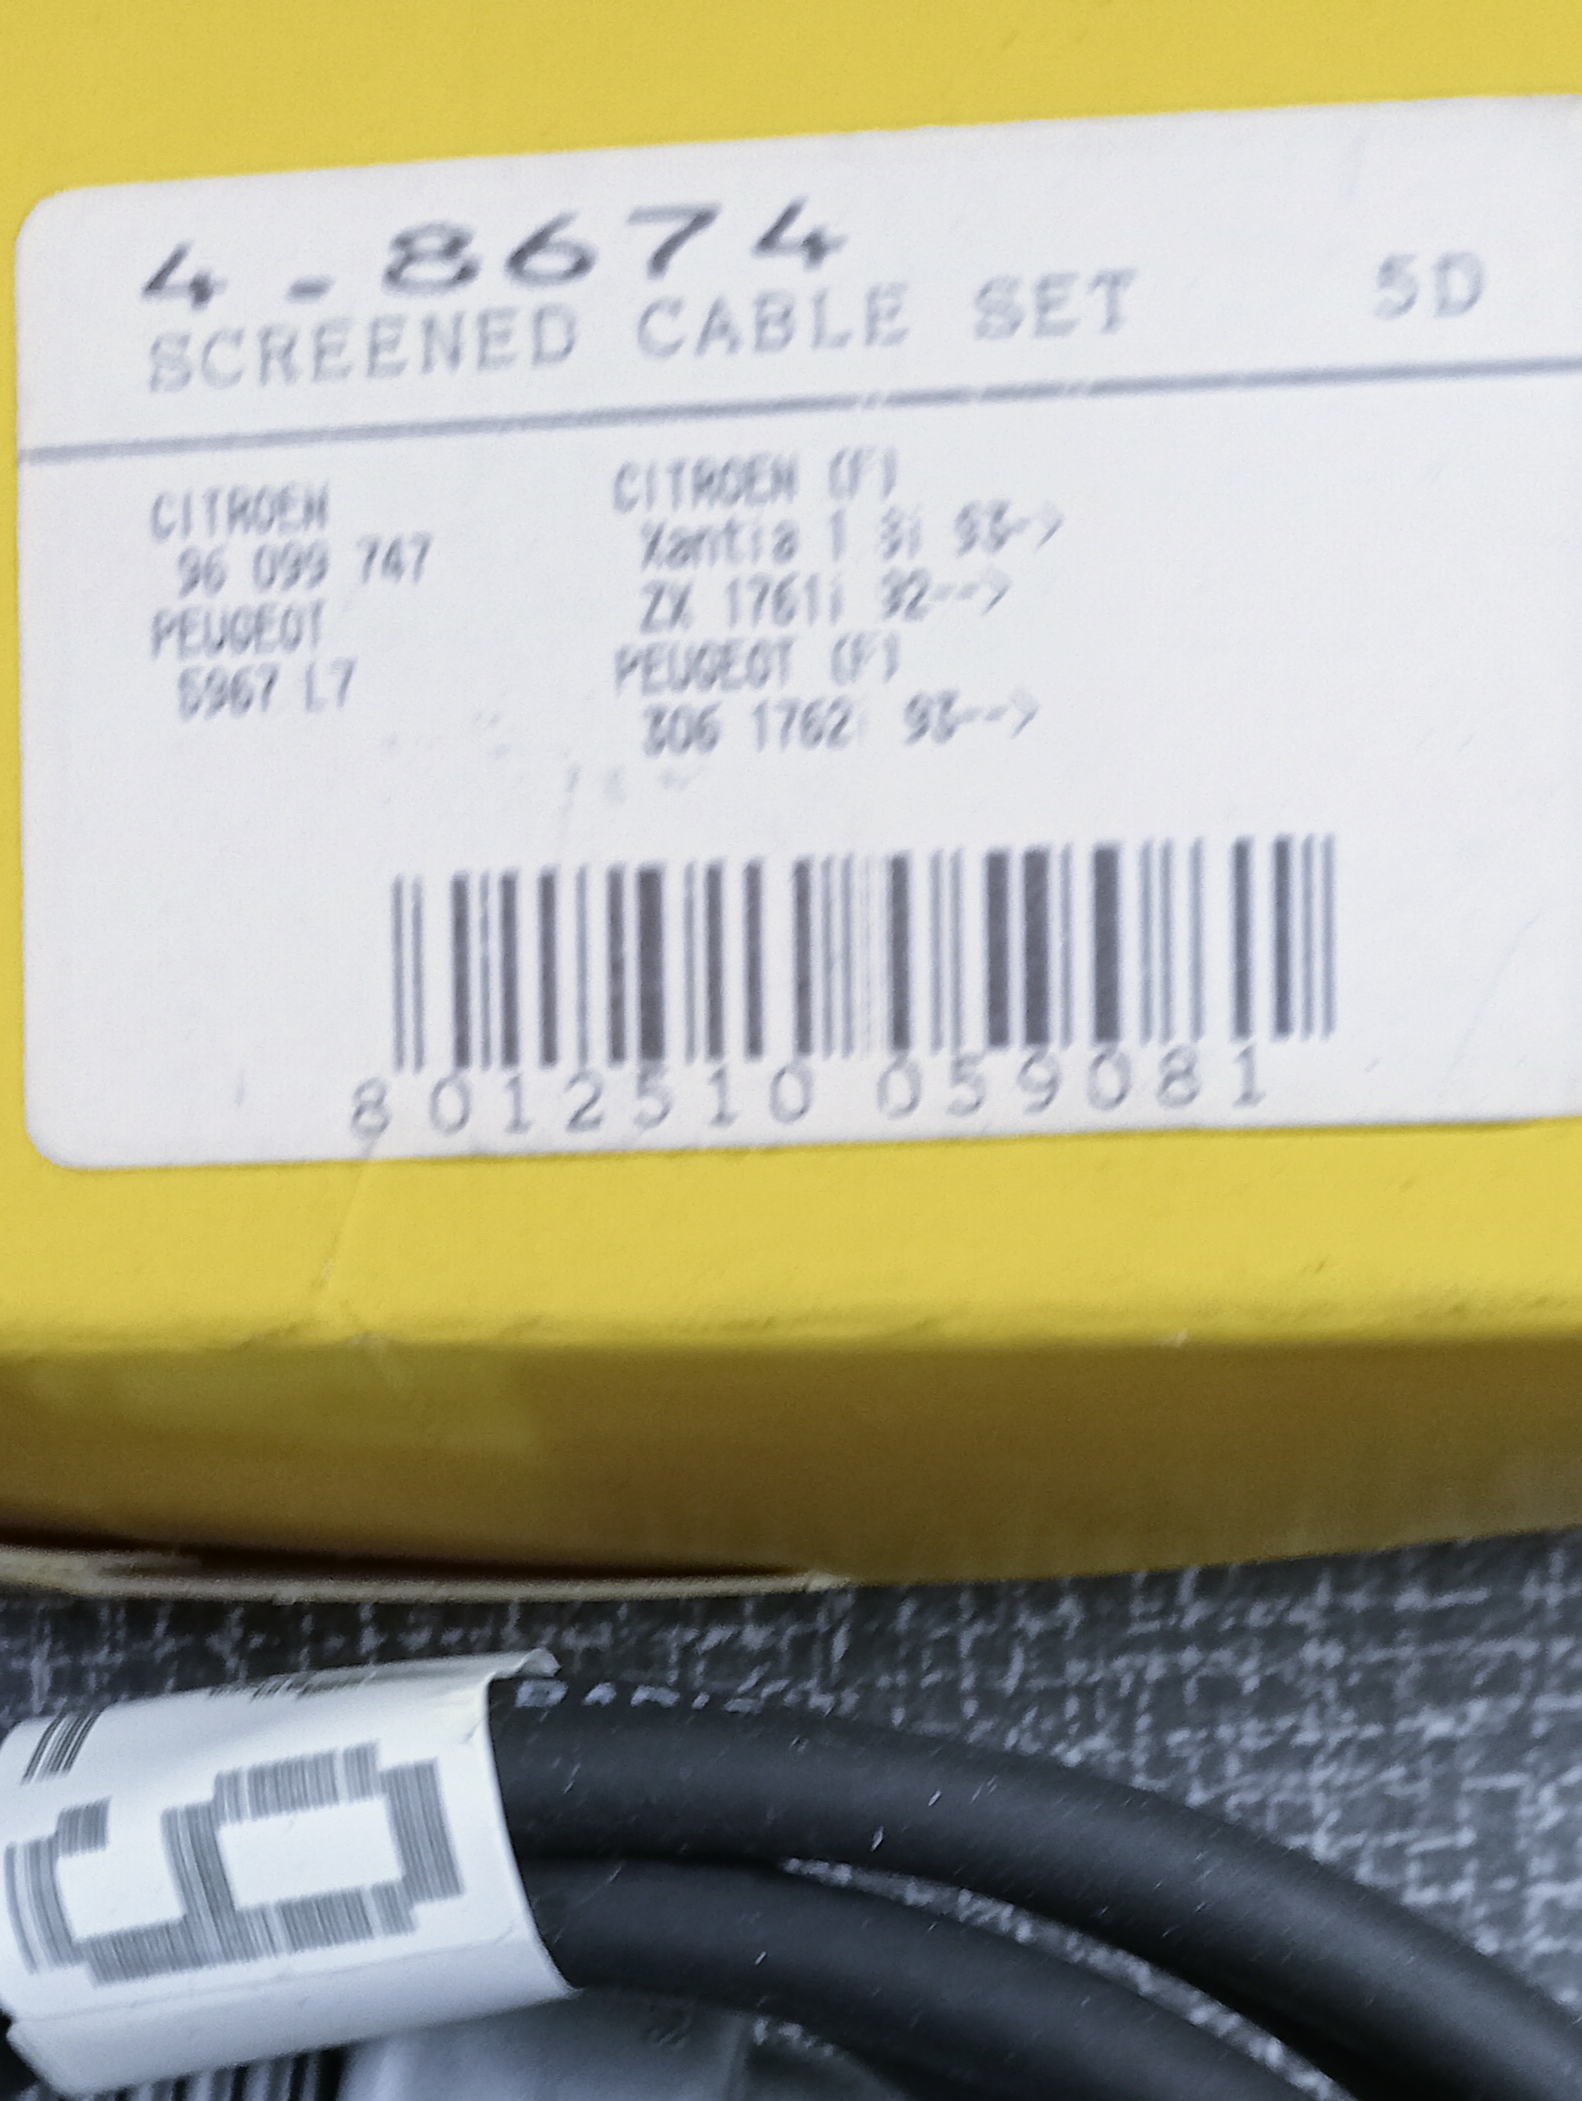 4-8674
SCREENED CABLE SET 5D
CITROEN
96 099 747
PEUGEOT
5967 L7
CITROEN (F)
Xantia 1.8i 93->
ZX 1761i 92-->
PEUGEOT (F)
306 1762i 93-->
8 012510 059081